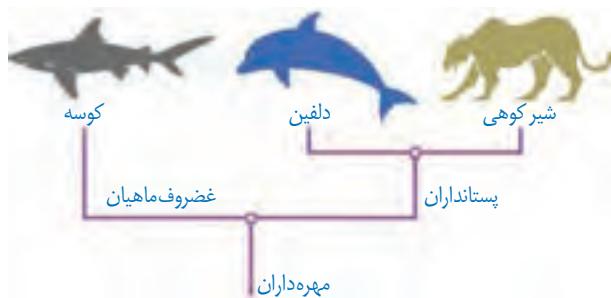 شیر کوهی
دلفین
کوسه
پستانداران
غضروف‌ماهیان
مهره‌داران